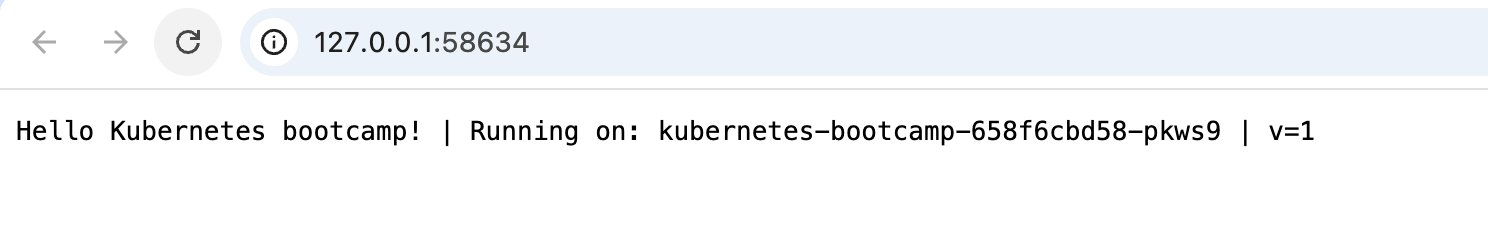 127.0.0.1:58634
Hello Kubernetes bootcamp! | Running on: kubernetes-bootcamp-658f6cbd58-pkws9 | v=1